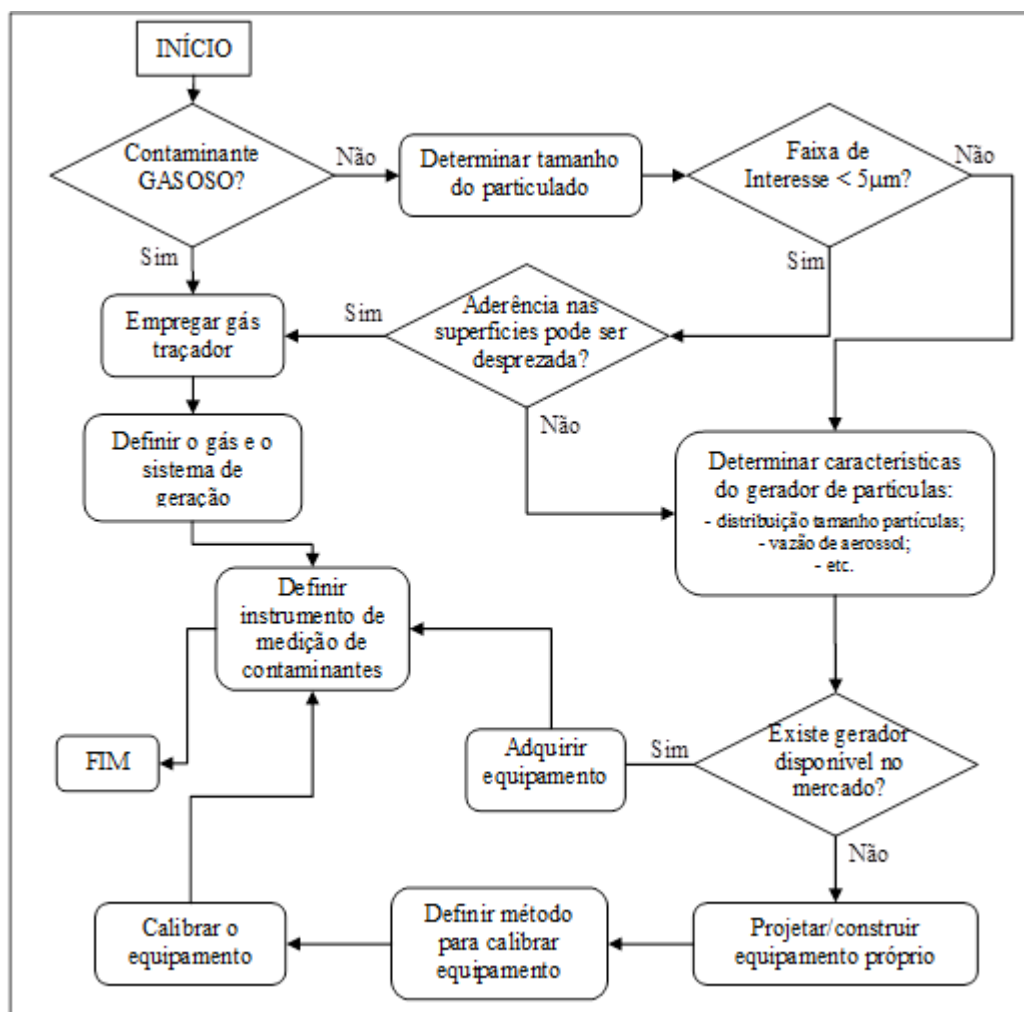 INÍCIO
Contaminante
GASOSO?
Não
Determinar tamanho
do particulado
Faixa de
Interesse < 5µm?
Não
Sim
Sim
Aderência nas
superfícies pode ser
desprezada?
Sim
Não
Empregar gás
traçador
Definir o gás e o
sistema de
geração
Determinar características
do gerador de partículas:
- distribuição tamanho partículas;
- vazão de aerossol;
- etc.
Definir
instrumento de
medição de
contaminantes
FIM
Adquirir
equipamento
Sim
Existe gerador
disponível no
mercado?
Não
Calibrar o
equipamento
Definir método
para calibrar
equipamento
Projetar/construir
equipamento próprio